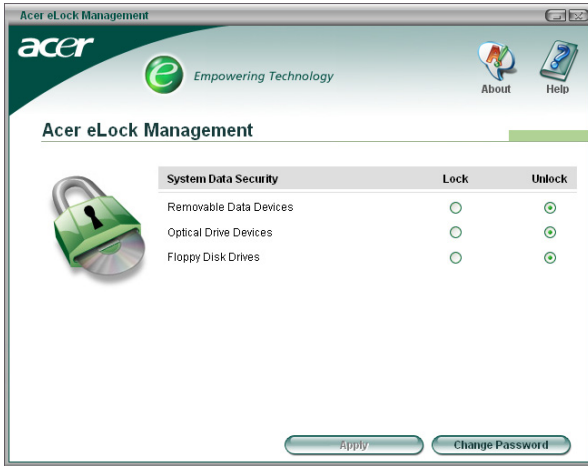 Acer eLock Management
acer
e Empowering Technology
About
Help
Acer eLock Management
System Data Security Lock Unlock
Removable Data Devices
Optical Drive Devices
Floppy Disk Drives
Apply Change Password